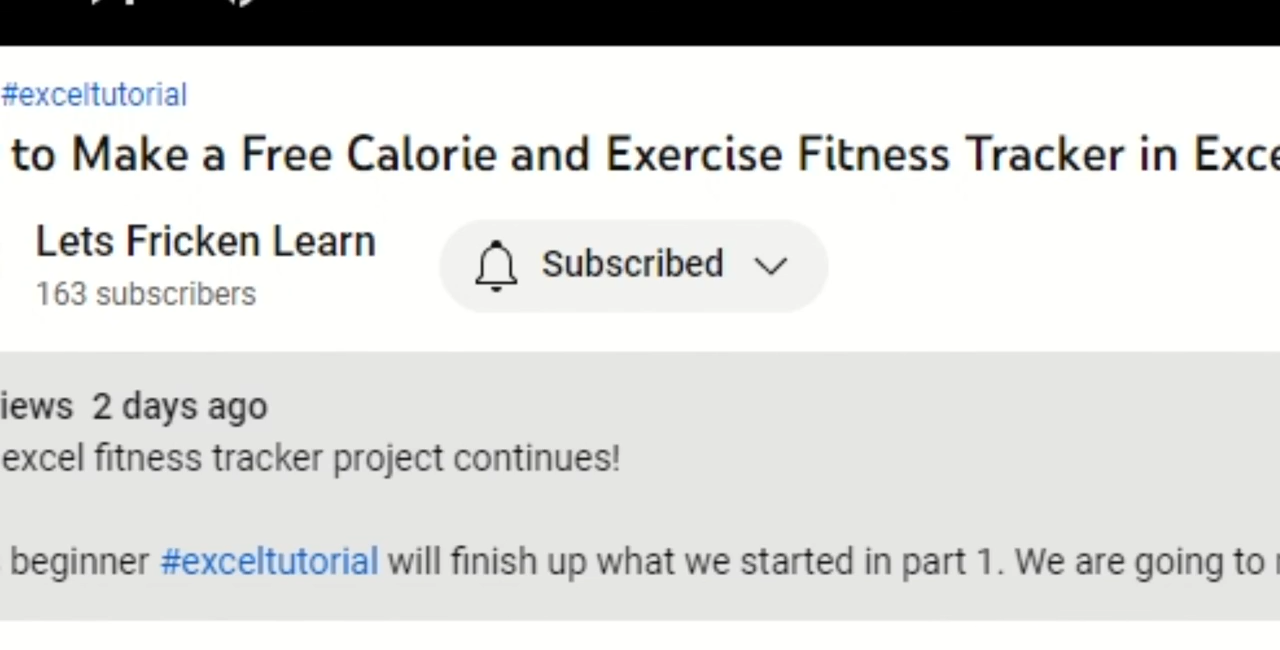 #exceltutorial
to Make a Free Calorie and Exercise Fitness Tracker in Exce
Lets Fricken Learn
163 subscribers
Subscribed
iews 2 days ago
excel fitness tracker project continues!
beginner #exceltutorial will finish up what we started in part 1. We are going to